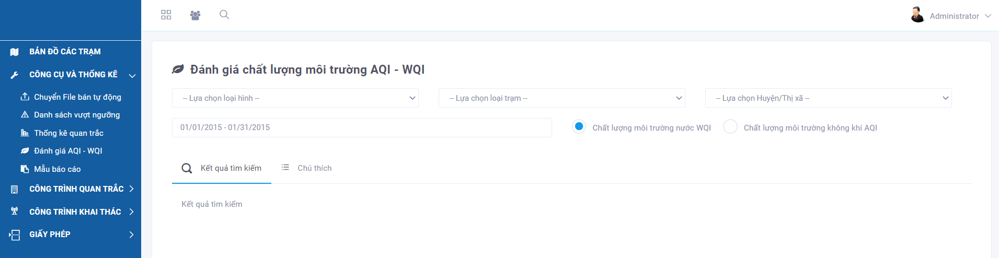 Administrator
BẢN ĐỒ CÁC TRẠM
CÔNG CỤ VÀ THỐNG KÊ
Chuyển File bán tự động
Danh sách vượt ngưỡng
Thống kê quan trắc
Đánh giá AQI - WQI
Mẫu báo cáo
CÔNG TRÌNH QUAN TRẮC
CÔNG TRÌNH KHAI THÁC
GIẤY PHÉP
Đánh giá chất lượng môi trường AQI - WQI
-- Lựa chọn loại hình --
-- Lựa chọn loại trạm --
-- Lựa chọn Huyện/Thị xã --
01/01/2015 - 01/31/2015
Chất lượng môi trường nước WQI
Chất lượng môi trường không khí AQI
Kết quả tìm kiếm
Chú thích
Kết quả tìm kiếm